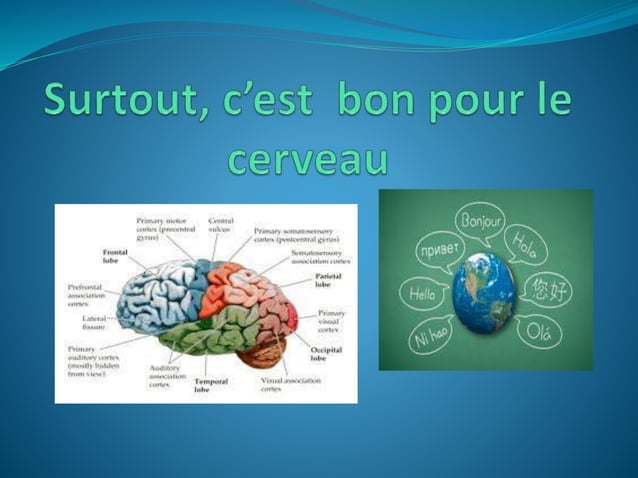 Surtout, c’est bon pour le
cerveau
Primary motor
cortex (precentral
gyrus)
Central
sulcus
Primary somatosensory
cortex (postcentral gyrus)
Frontal
lobe
Somatosensory
association cortex
Prefrontal
association
cortex
Parietal
lobe
Lateral
fissure
Primary
visual
cortex
Primary
auditory cortex
(mostly hidden
from view)
Auditory
association
cortex
Temporal
lobe
Visual association
cortex
Occipital
lobe
Bonjour
привет
Hola
Hello
您好
Ni hao
Olá